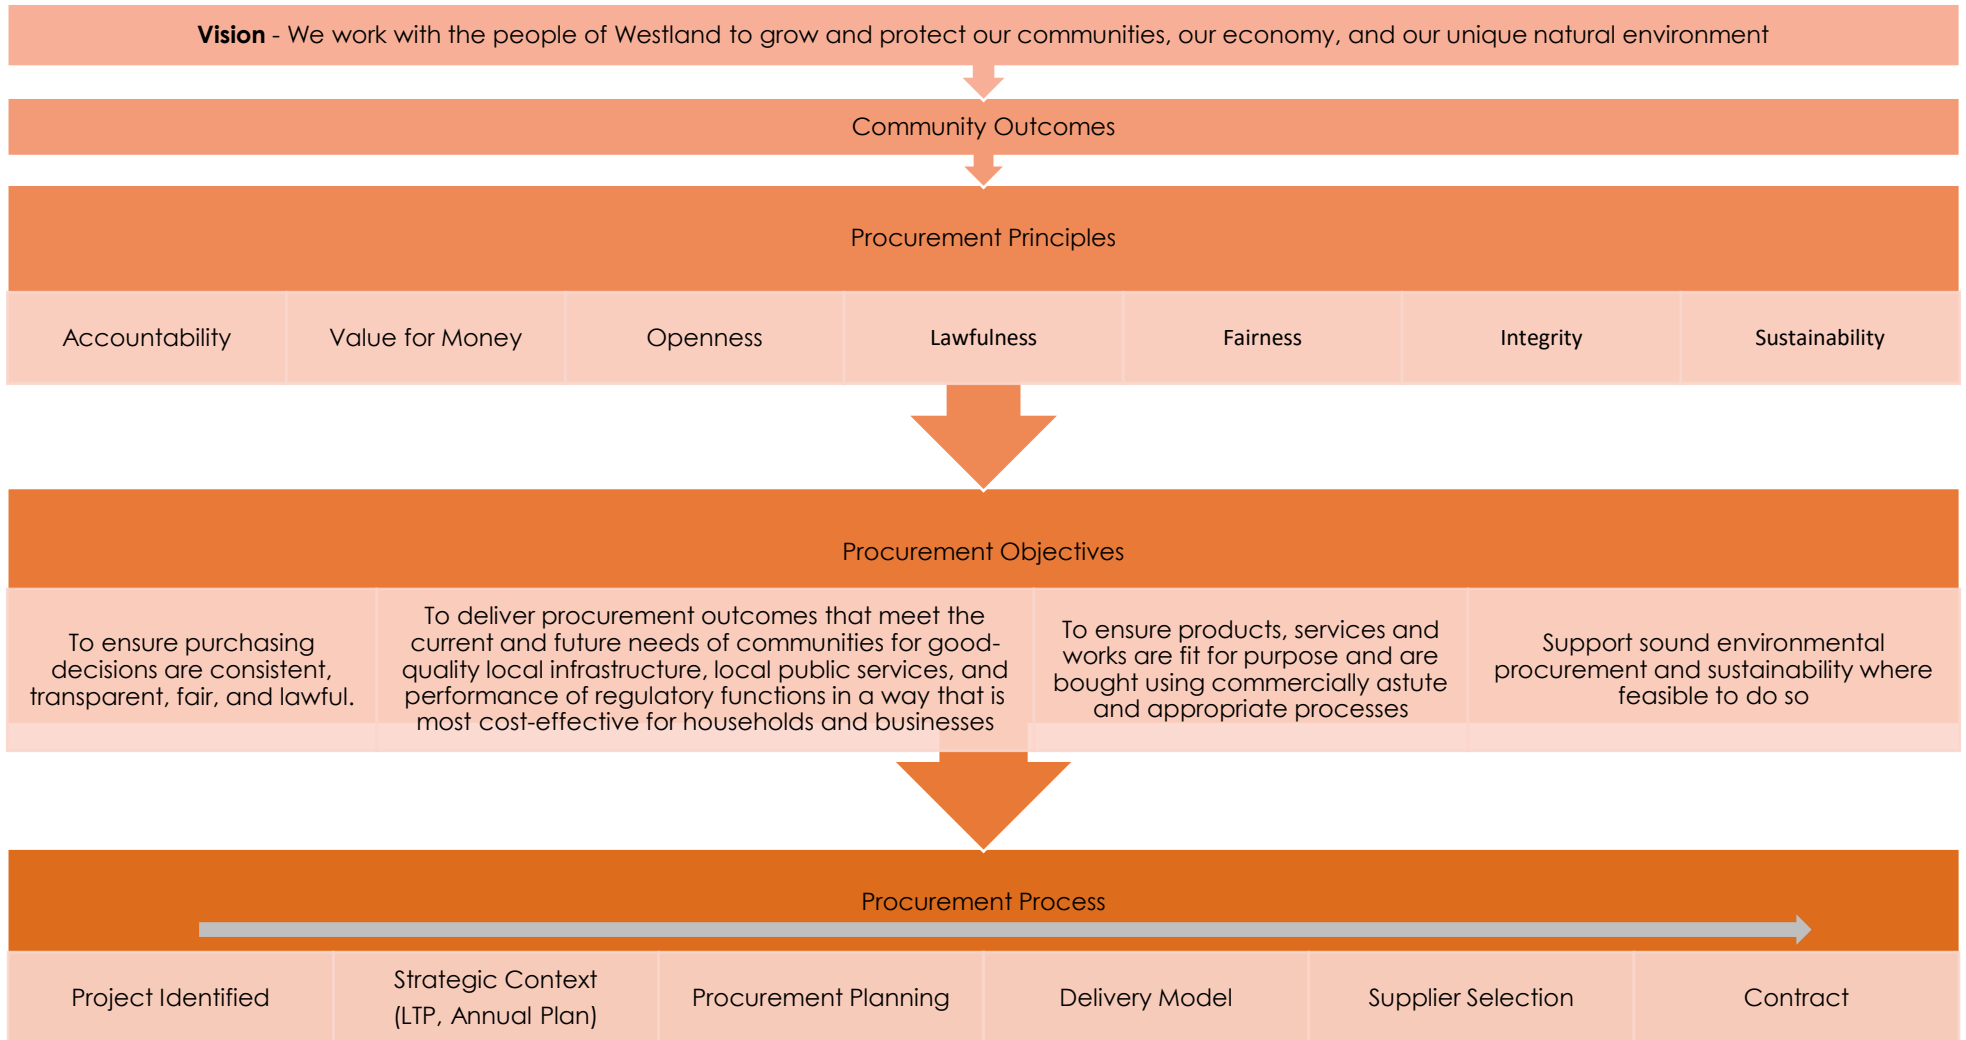 Vision - We work with the people of Westland to grow and protect our communities, our economy, and our unique natural environment
Community Outcomes
Procurement Principles
Accountability
Value for Money
Openness
Lawfulness
Fairness
Integrity
Sustainability
Procurement Objectives
To ensure purchasing
decisions are consistent,
transparent, fair, and lawful.
To deliver procurement outcomes that meet the
current and future needs of communities for good-
quality local infrastructure, local public services, and
performance of regulatory functions in a way that is
most cost-effective for households and businesses
To ensure products, services and
works are fit for purpose and are
bought using commercially astute
and appropriate processes
Support sound environmental
procurement and sustainability where
feasible to do so
Procurement Process
Project Identified
Strategic Context
(LTP, Annual Plan)
Procurement Planning
Delivery Model
Supplier Selection
Contract